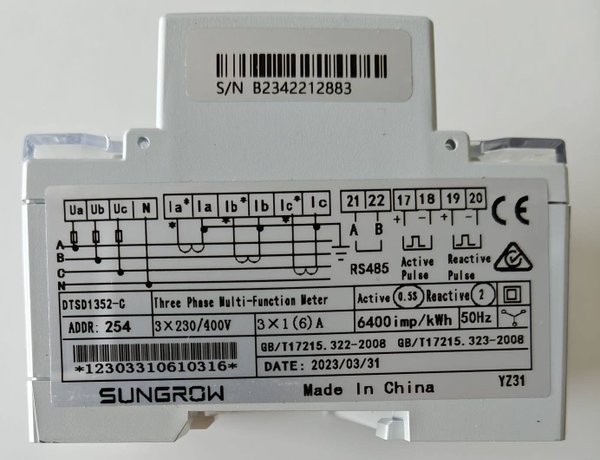 S/N B2342212883
Ua Ub Uc N Ia* Ia Ib* Ib Ic* Ic 21 22 17 18 19 20
A B + − + −
A
B
C
N
RS485 Active Pulse Reactive Pulse
CE
DTSD1352-C Three Phase Multi-Function Meter Active 0.5S Reactive 2
ADDR: 254 3×230/400V 3×1(6)A 6400imp/kWh 50Hz
GB/T17215.322-2008 GB/T17215.323-2008
*12303310610316* DATE: 2023/03/31
SUNGROW Made In China YZ31